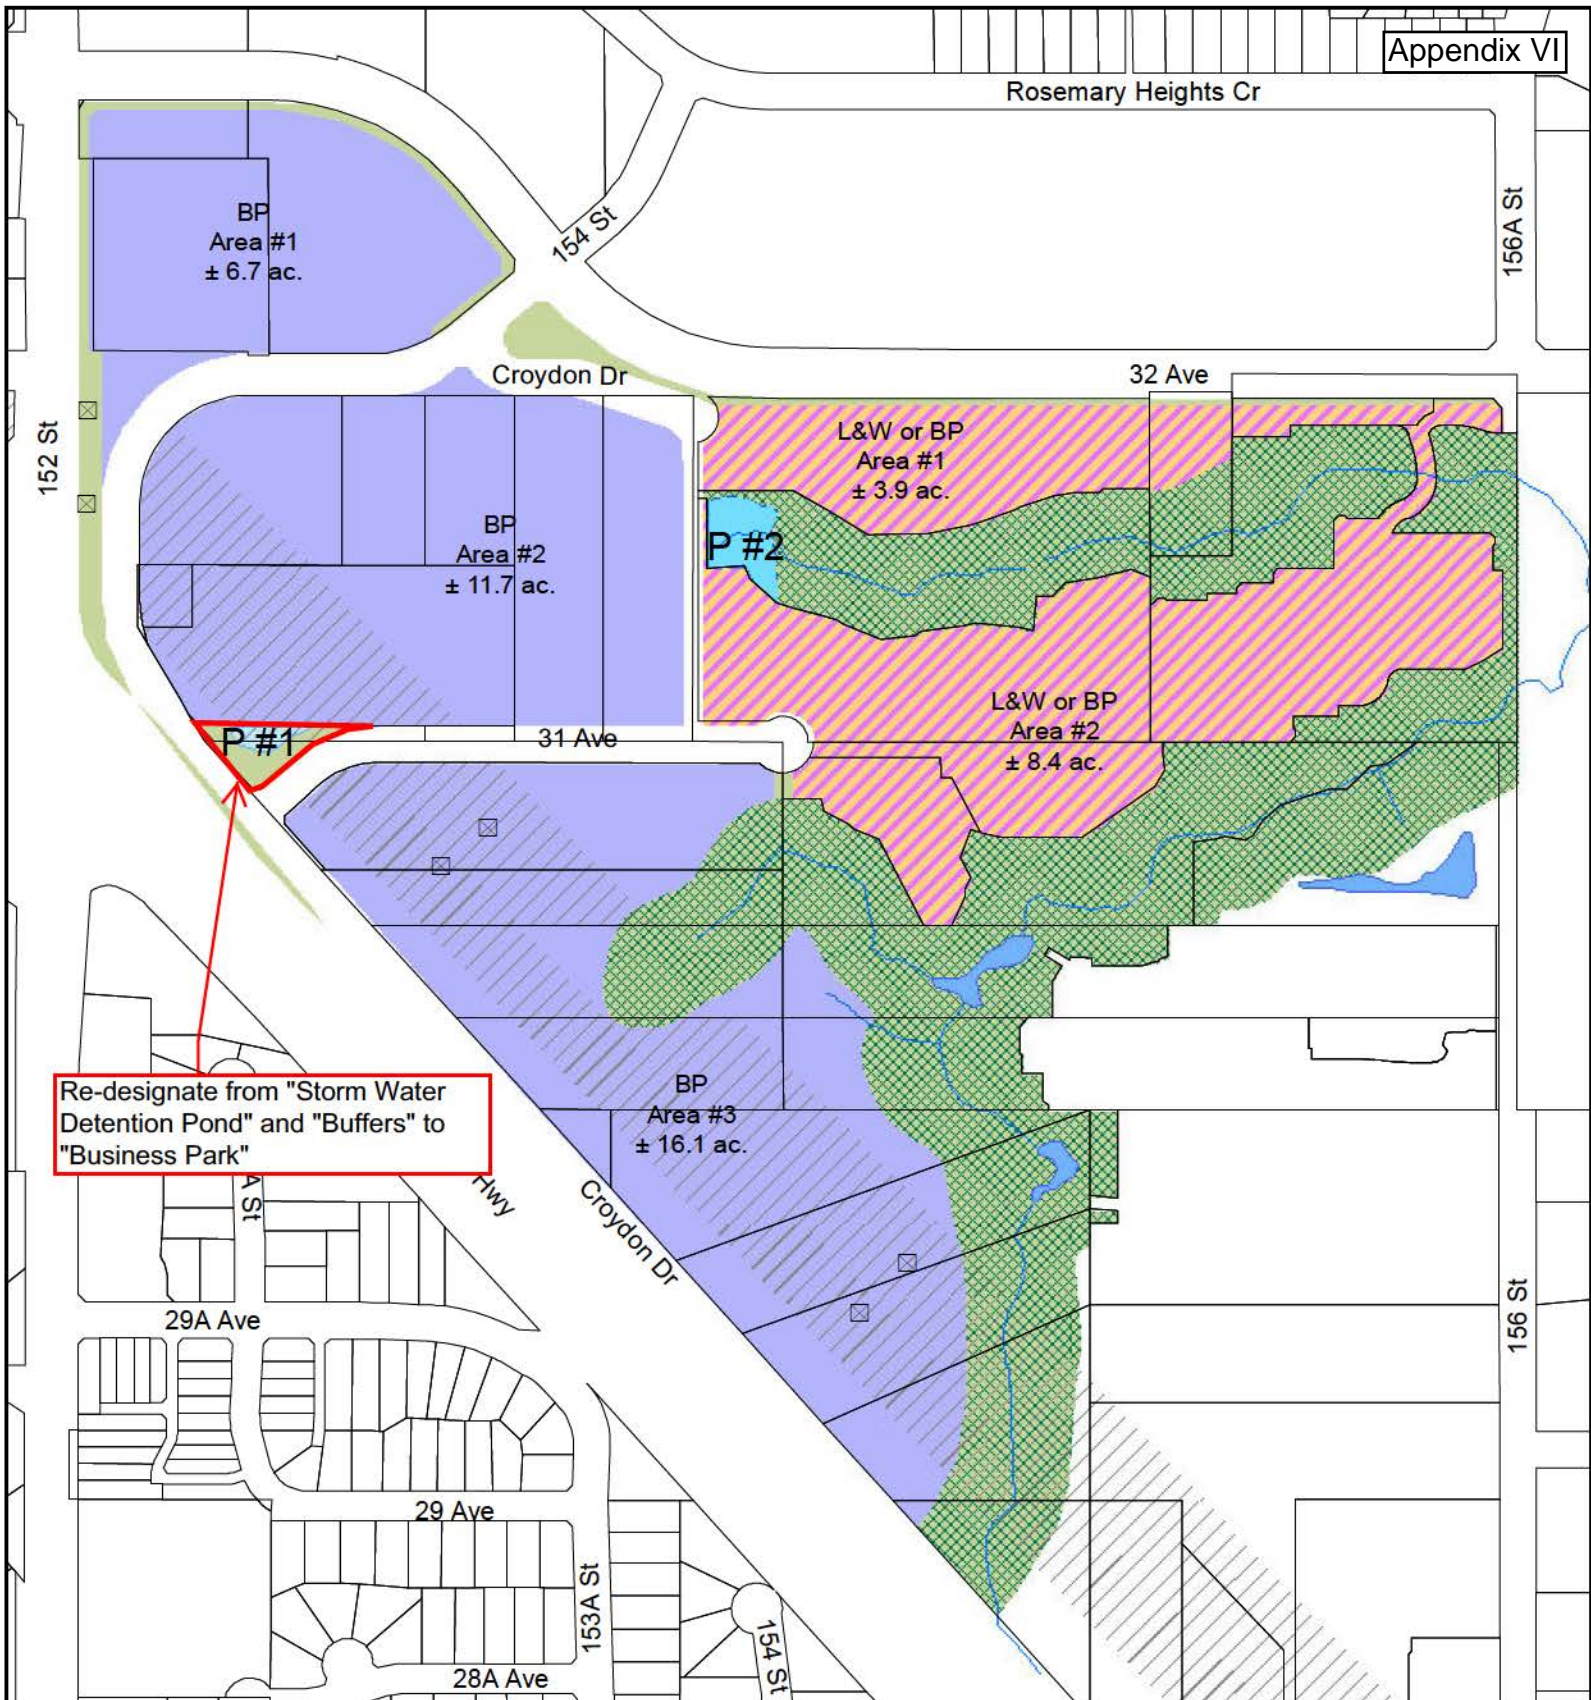 Appendix VI
Rosemary Heights Cr
BP
Area #1
± 6.7 ac.
154 St
156A St
Croydon Dr
32 Ave
152 St
L&W or BP
Area #1
± 3.9 ac.
BP
Area #2
± 11.7 ac.
P #2
L&W or BP
Area #2
± 8.4 ac.
P #1
31 Ave
Re-designate from "Storm Water
Detention Pond" and "Buffers" to
"Business Park"
BP
Area #3
± 16.1 ac.
A St
Hwy
Croydon Dr
29A Ave
156 St
29 Ave
153A St
154 St
28A Ave